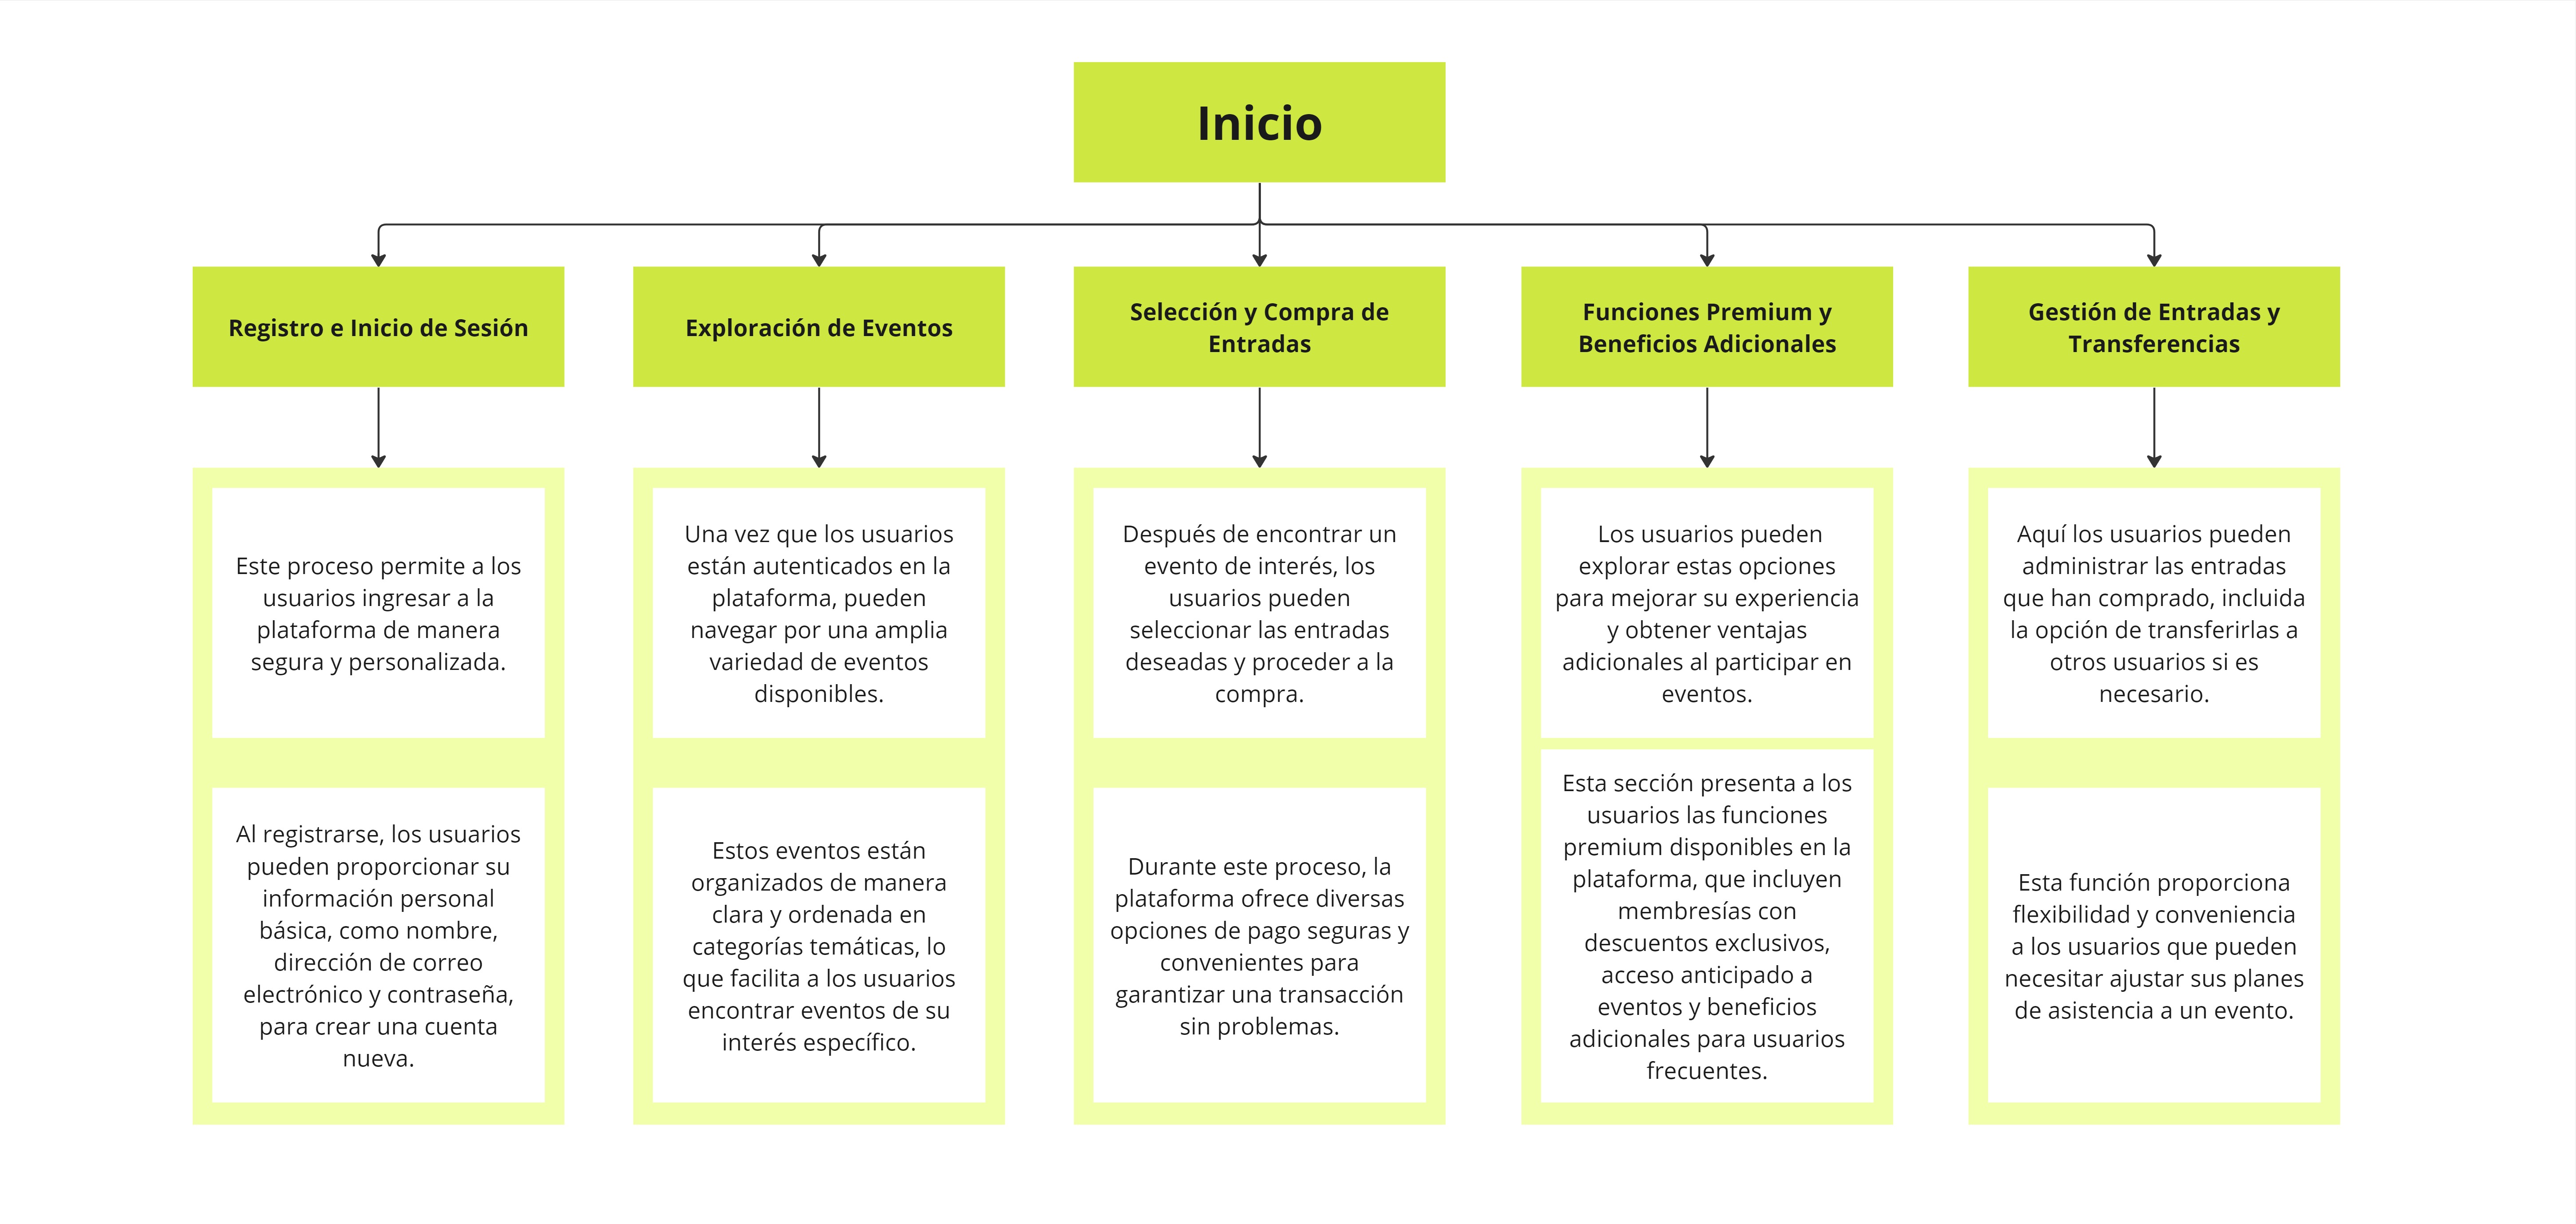 Inicio
Registro e Inicio de Sesión
Exploración de Eventos
Selección y Compra de
Entradas
Funciones Premium y
Beneficios Adicionales
Gestión de Entradas y
Transferencias
Este proceso permite a los
usuarios ingresar a la
plataforma de manera
segura y personalizada.
Al registrarse, los usuarios
pueden proporcionar su
información personal
básica, como nombre,
dirección de correo
electrónico y contraseña,
para crear una cuenta
nueva.
Una vez que los usuarios
están autenticados en la
plataforma, pueden
navegar por una amplia
variedad de eventos
disponibles.
Estos eventos están
organizados de manera
clara y ordenada en
categorías temáticas, lo
que facilita a los usuarios
encontrar eventos de su
interés específico.
Después de encontrar un
evento de interés, los
usuarios pueden
seleccionar las entradas
deseadas y proceder a la
compra.
Durante este proceso, la
plataforma ofrece diversas
opciones de pago seguras y
convenientes para
garantizar una transacción
sin problemas.
Los usuarios pueden
explorar estas opciones
para mejorar su experiencia
y obtener ventajas
adicionales al participar en
eventos.
Esta sección presenta a los
usuarios las funciones
premium disponibles en la
plataforma, que incluyen
membresías con
descuentos exclusivos,
acceso anticipado a
eventos y beneficios
adicionales para usuarios
frecuentes.
Aquí los usuarios pueden
administrar las entradas
que han comprado, incluida
la opción de transferirlas a
otros usuarios si es
necesario.
Esta función proporciona
flexibilidad y conveniencia
a los usuarios que pueden
necesitar ajustar sus planes
de asistencia a un evento.